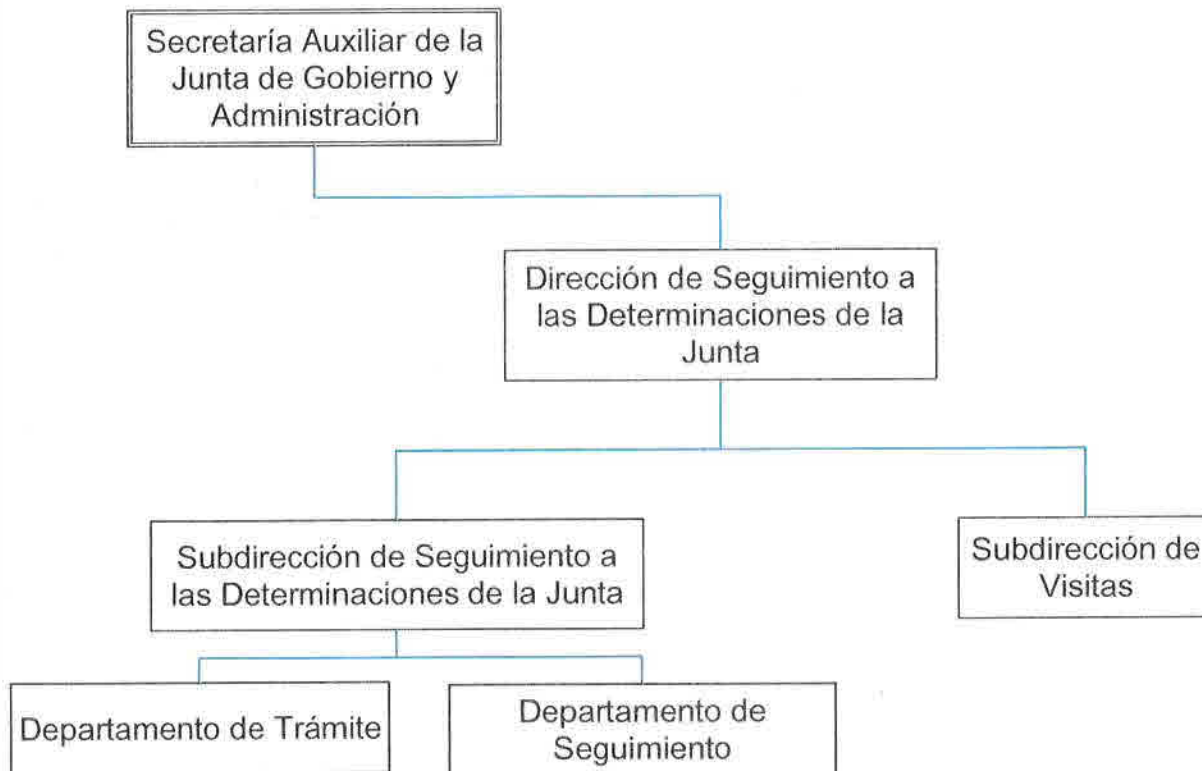 Secretaría Auxiliar de la
Junta de Gobierno y
Administración
Dirección de Seguimiento a
las Determinaciones de la
Junta
Subdirección de Seguimiento a
las Determinaciones de la Junta
Subdirección de
Visitas
Departamento de Trámite
Departamento de
Seguimiento